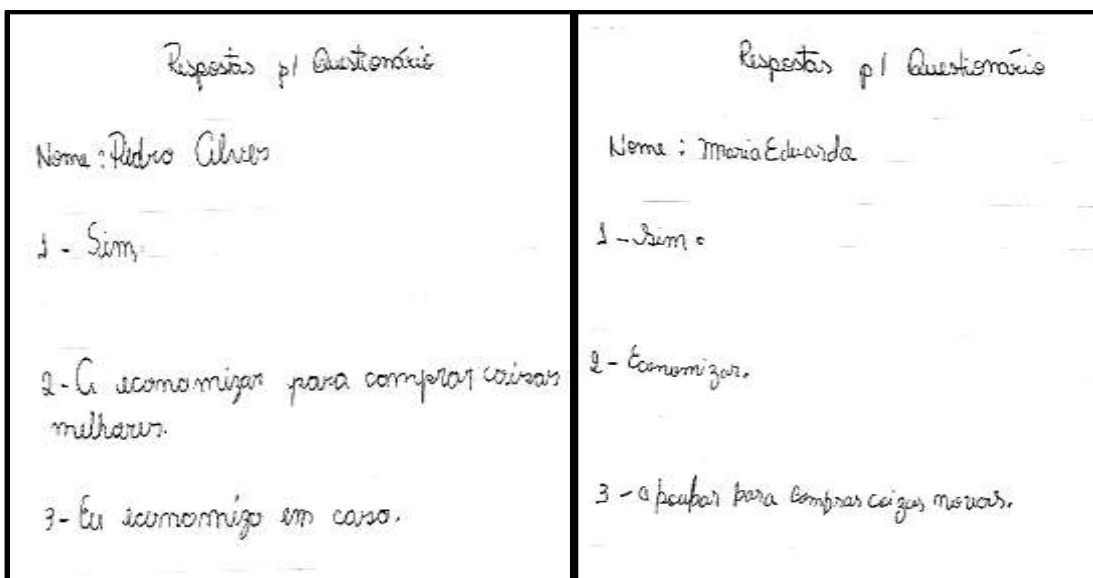 Respostas p/ Questionário
Nome : Pedro Alves
1 - Sim.
2 - A economizar para comprar coisas
melhores.
3 - Eu economizo em casa.
Respostas p/ Questionário
Nome : Maria Eduarda
1 - Sim.
2 - Economizar.
3 - a poupar para compras coizas novas.